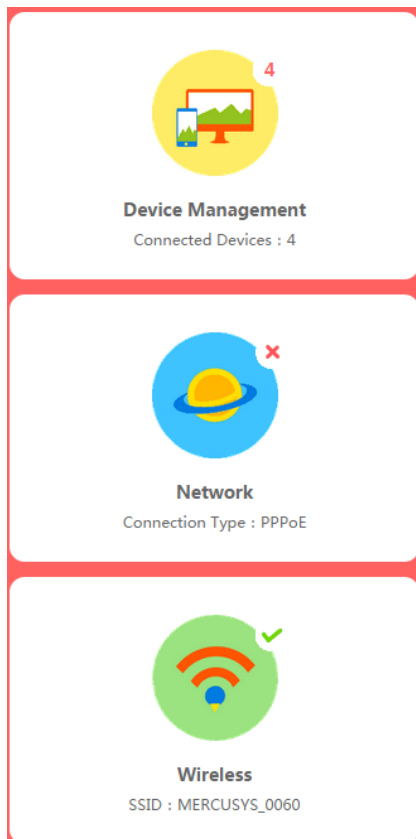 4
Device Management
Connected Devices : 4
Network
Connection Type : PPPoE
Wireless
SSID : MERCUSYS_0060